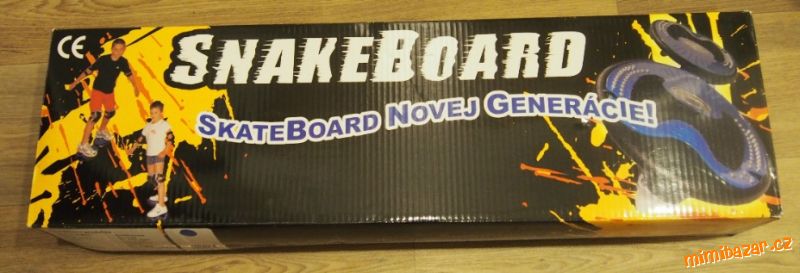 CE
SNAKEBOARD
SKATEBOARD NOVEJ GENERÁCIE!
mimibazar.cz